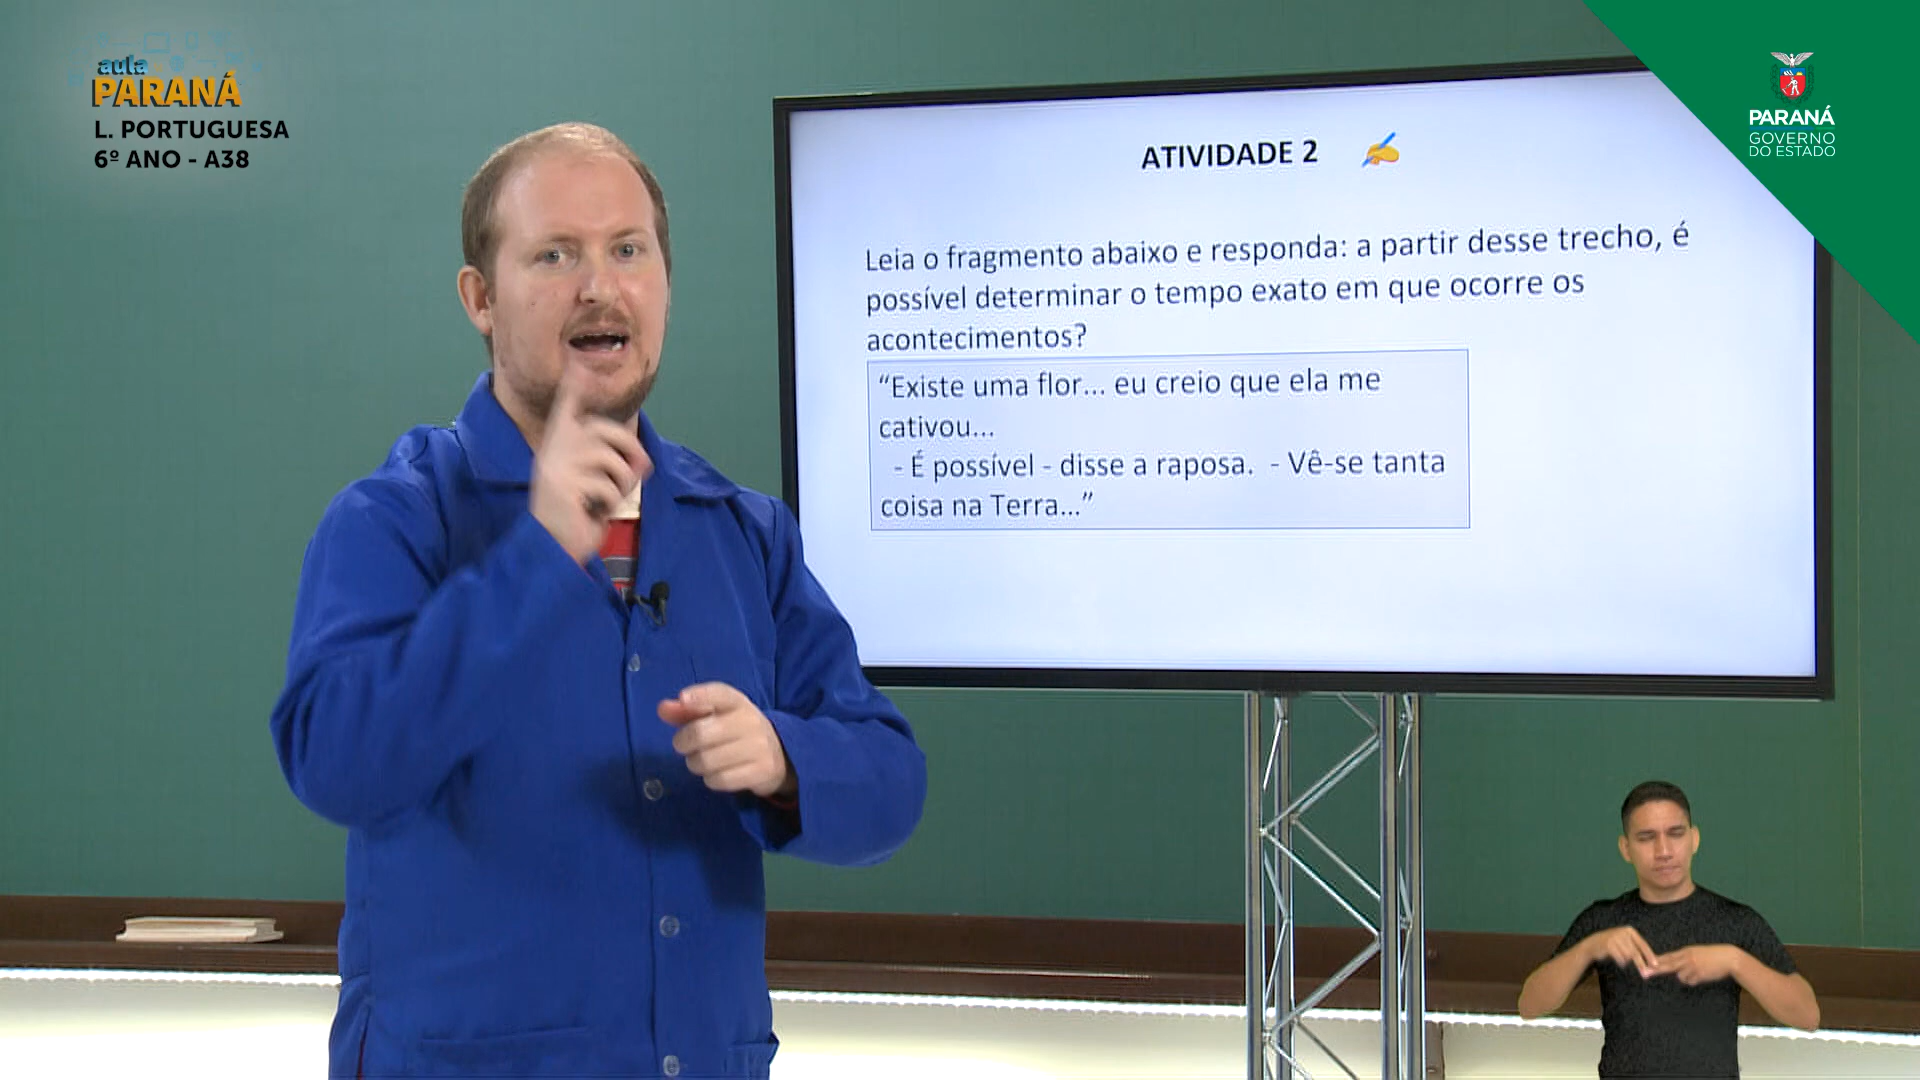 aula
PARANÁ
L. PORTUGUESA
6º ANO - A38
PARANÁ
GOVERNO
DO ESTADO
ATIVIDADE 2
Leia o fragmento abaixo e responda: a partir desse trecho, é
possível determinar o tempo exato em que ocorre os
acontecimentos?
“Existe uma flor... eu creio que ela me
cativou...
- É possível - disse a raposa. - Vê-se tanta
coisa na Terra...”